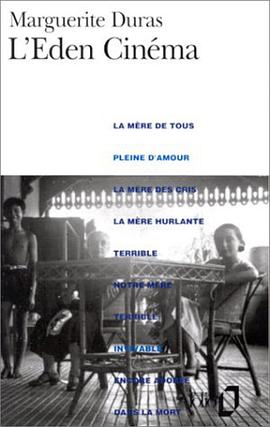 Marguerite Duras
L'Eden Cinéma
LA MÈRE DE TOUS
PLEINE D'AMOUR
LA MÈRE DES CRIS
LA MÈRE HURLANTE
TERRIBLE
NOTRE MÈRE
TERRIBLE
INVIVABLE
ENCORE ADORÉE
DANS LA MORT
folio